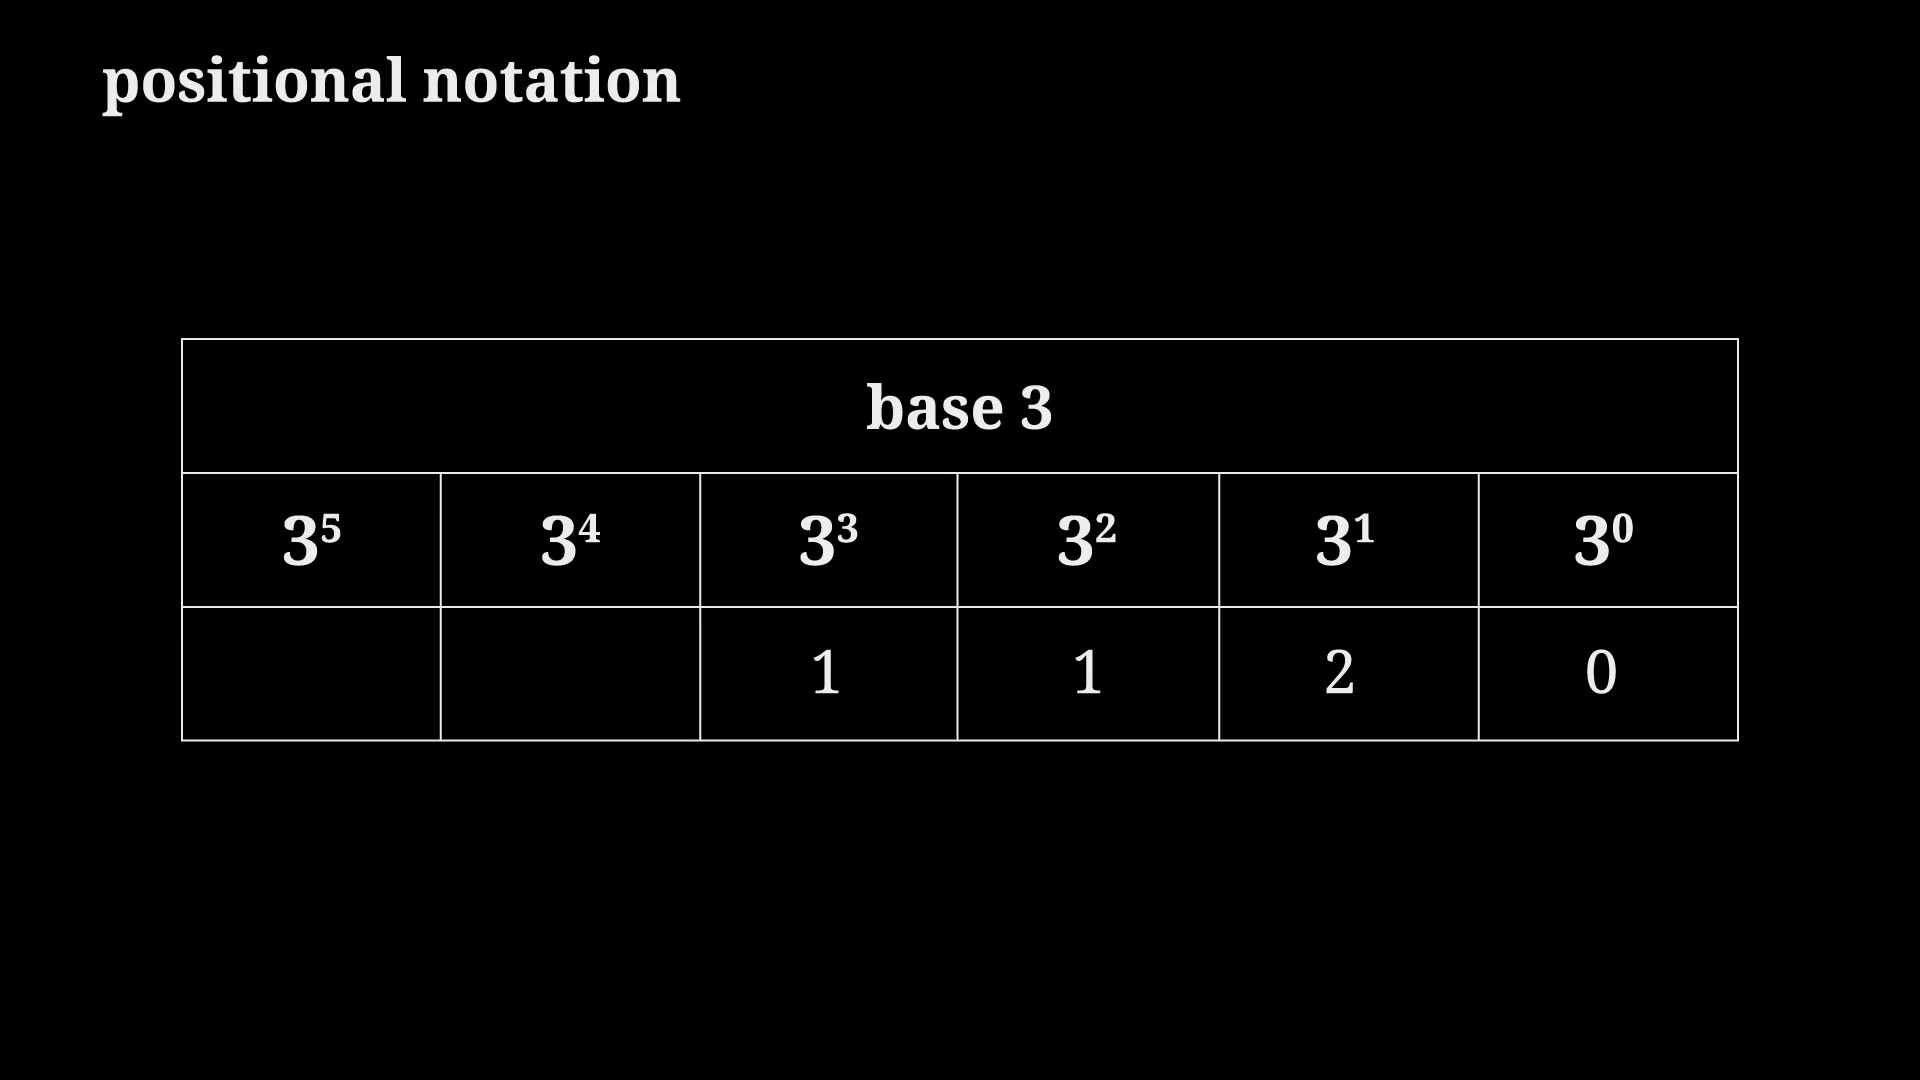 positional notation
base 3
3⁵ 3⁴ 3³ 3² 3¹ 3⁰
1 1 2 0